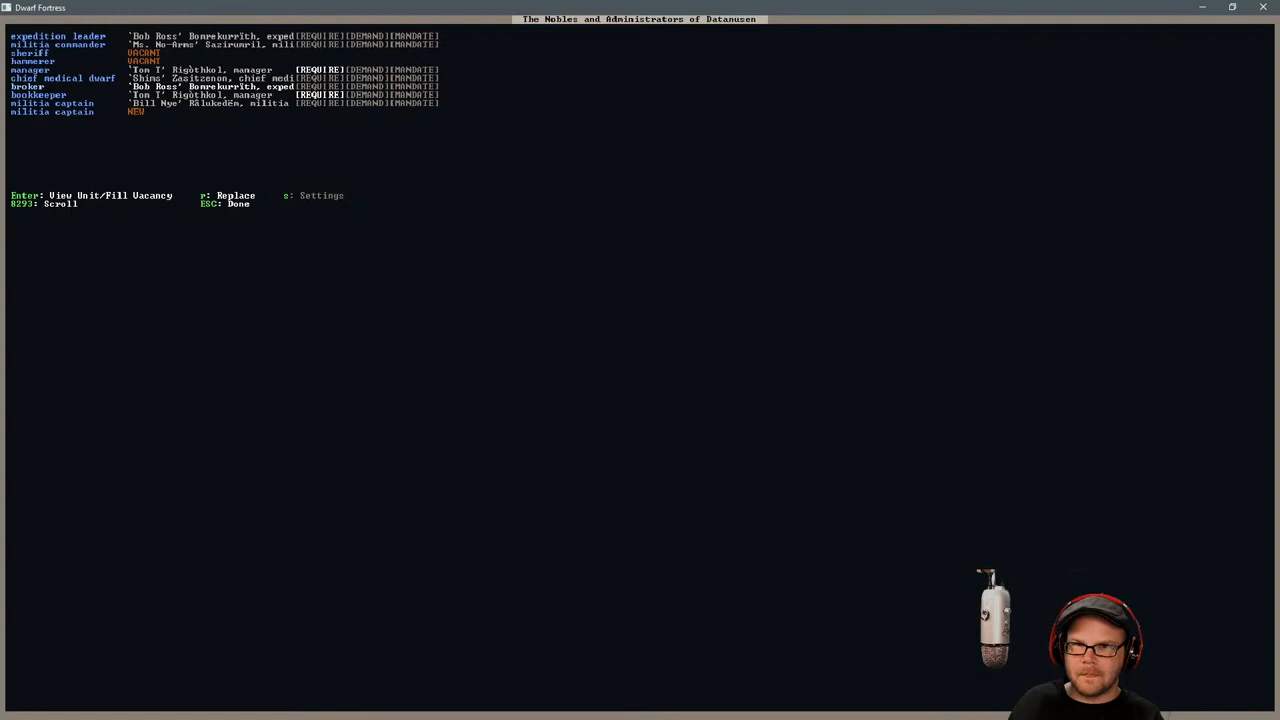 Dwarf Fortress
The Nobles and Administrators of Datanusen
expedition leader `Bob Ross' Bomrekurrith, exped[REQUIRE][DEMAND][MANDATE]
militia commander `Ms. No-Arms' Sazirumril, mili[REQUIRE][DEMAND][MANDATE]
sheriff VACANT
hammerer VACANT
manager `Tom T' Rigòthkol, manager [REQUIRE][DEMAND][MANDATE]
chief medical dwarf `Shims' Zasitzenon, chief medi[REQUIRE][DEMAND][MANDATE]
broker `Bob Ross' Bomrekurrith, exped[REQUIRE][DEMAND][MANDATE]
bookkeeper `Tom T' Rigòthkol, manager [REQUIRE][DEMAND][MANDATE]
militia captain `Bill Nye' Râlukedëm, militia [REQUIRE][DEMAND][MANDATE]
militia captain NEW
Enter: View Unit/Fill Vacancy r: Replace s: Settings
8293: Scroll ESC: Done